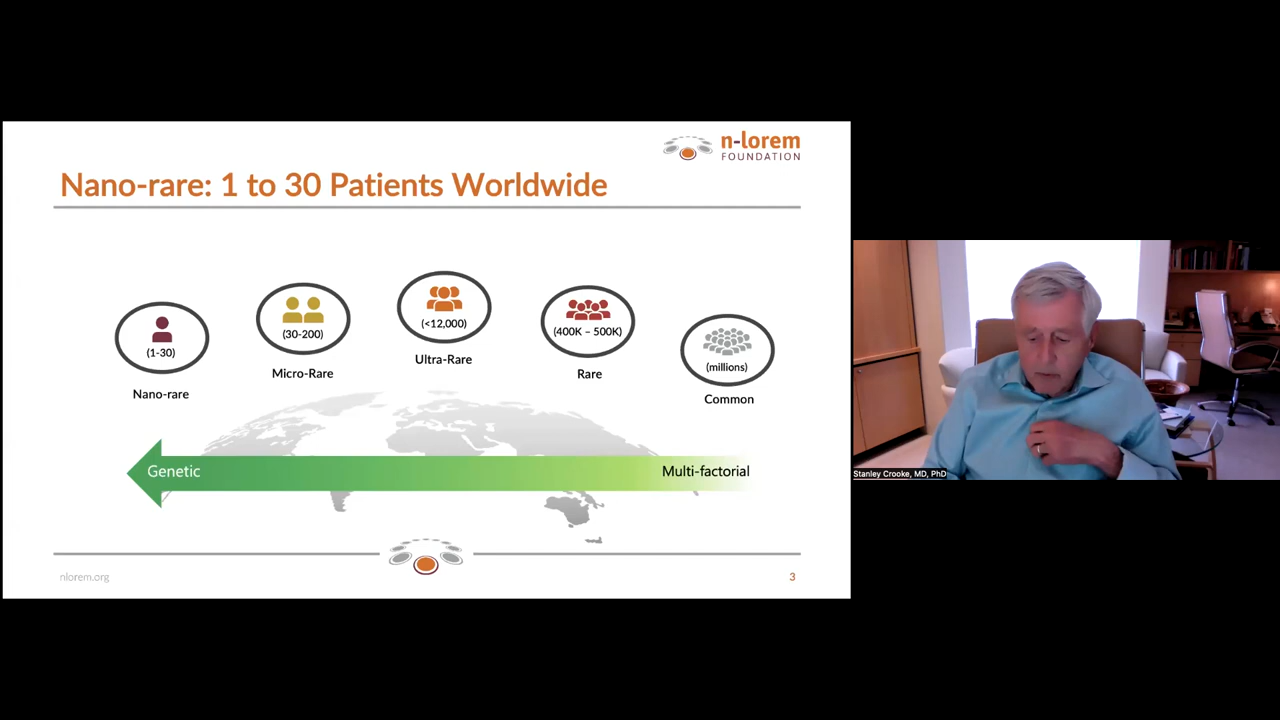 n-lorem
FOUNDATION
Nano-rare: 1 to 30 Patients Worldwide
(1-30)
Nano-rare
(30-200)
Micro-Rare
(<12,000)
Ultra-Rare
(400K – 500K)
Rare
(millions)
Common
Genetic
Multi-factorial
nlorem.org
3
Stanley Crooke, MD, PhD